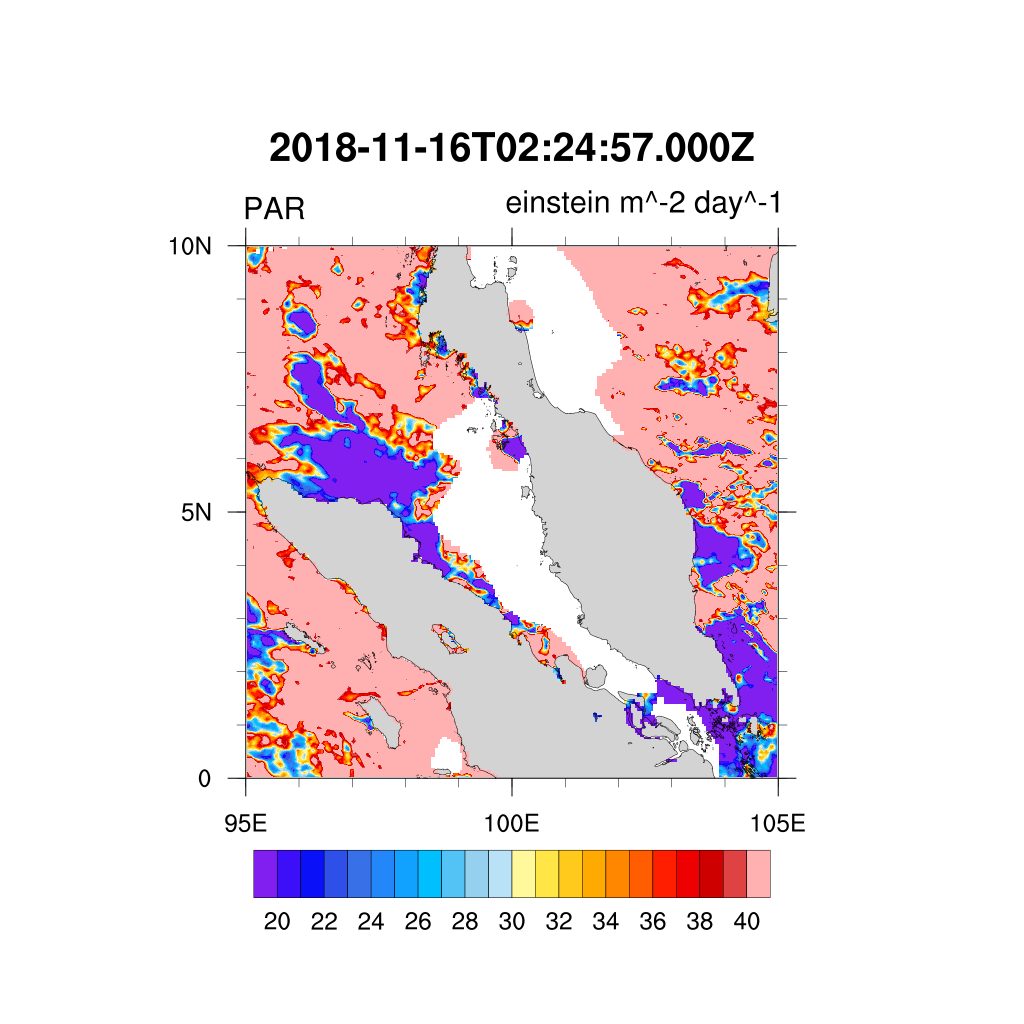 2018-11-16T02:24:57.000Z
PAR einstein m^-2 day^-1
10N
5N
0
95E 100E 105E
20 22 24 26 28 30 32 34 36 38 40